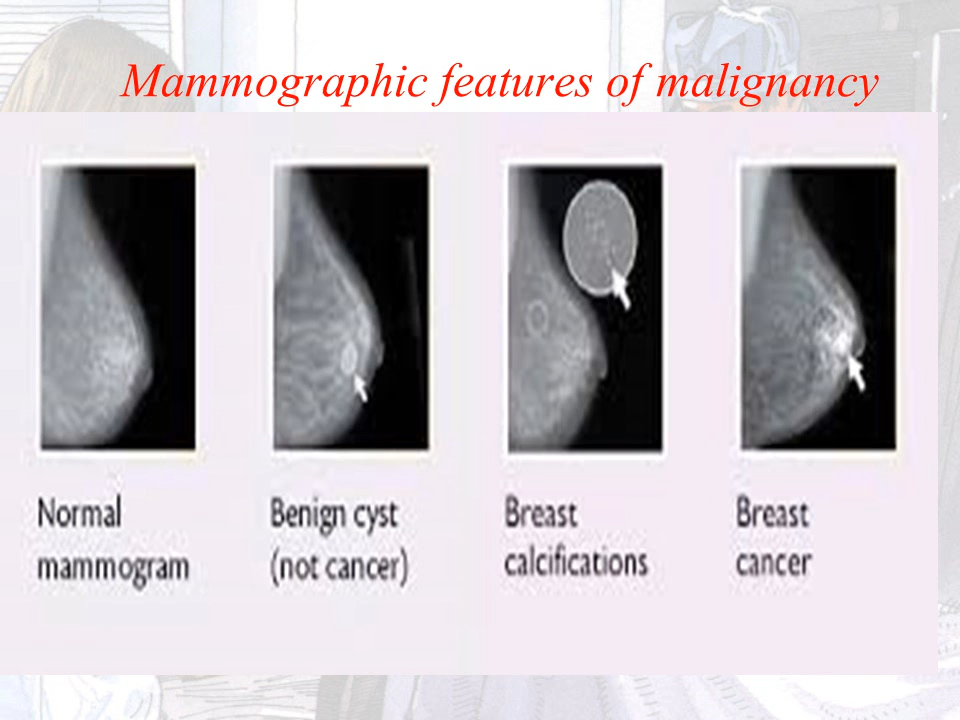 Mammographic features of malignancy
Normal
mammogram
Benign cyst
(not cancer)
Breast
calcifications
Breast
cancer